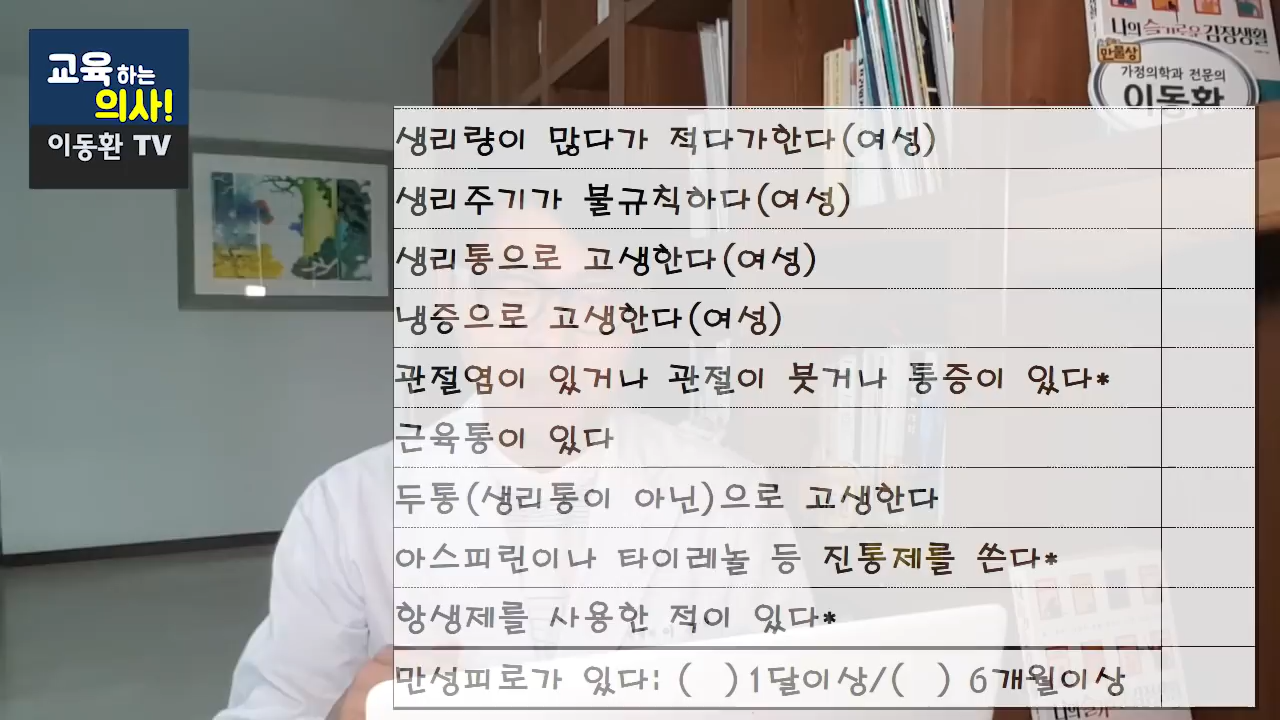 교육하는
의사!
이동환 TV
나의 슬기로운 감정생활
만물상
가정의학과 전문의
이동환
생리량이 많다가 적다가한다(여성)
생리주기가 불규칙하다(여성)
생리통으로 고생한다(여성)
냉증으로 고생한다(여성)
관절염이 있거나 관절이 붓거나 통증이 있다*
근육통이 있다
두통(생리통이 아닌)으로 고생한다
아스피린이나 타이레놀 등 진통제를 쓴다*
항생제를 사용한 적이 있다*
만성피로가 있다: ( )1달이상/( ) 6개월이상